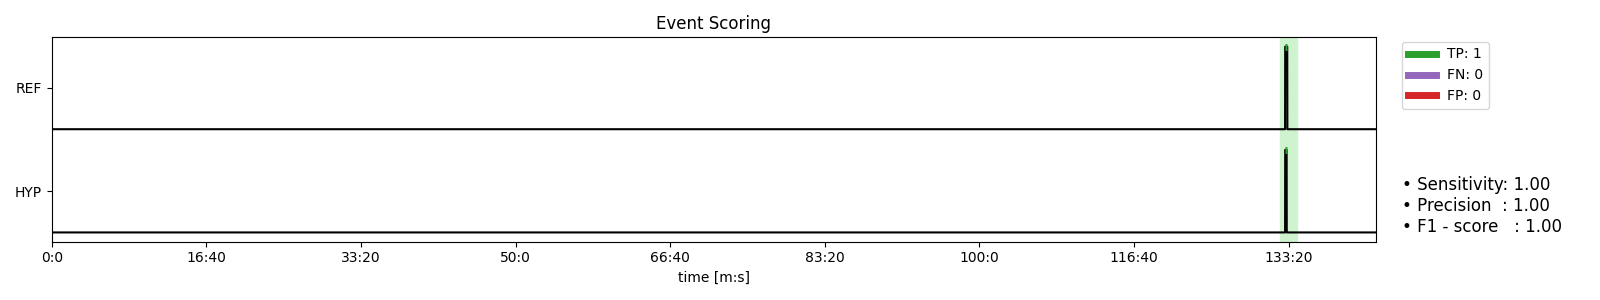 Event Scoring
REF
HYP
TP: 1
FN: 0
FP: 0
• Sensitivity: 1.00
• Precision  : 1.00
• F1 - score   : 1.00
0:0 16:40 33:20 50:0 66:40 83:20 100:0 116:40 133:20
time [m:s]